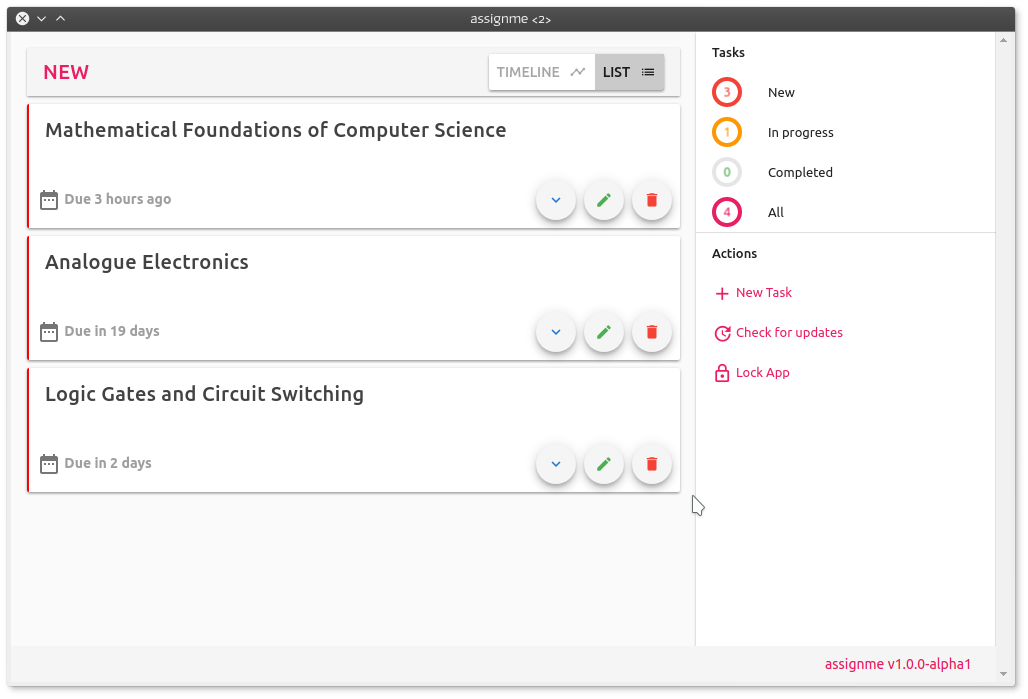 assignme <2>
NEW
TIMELINE
LIST
Mathematical Foundations of Computer Science
Due 3 hours ago
Analogue Electronics
Due in 19 days
Logic Gates and Circuit Switching
Due in 2 days
Tasks
3 New
1 In progress
0 Completed
4 All
Actions
New Task
Check for updates
Lock App
assignme v1.0.0-alpha1